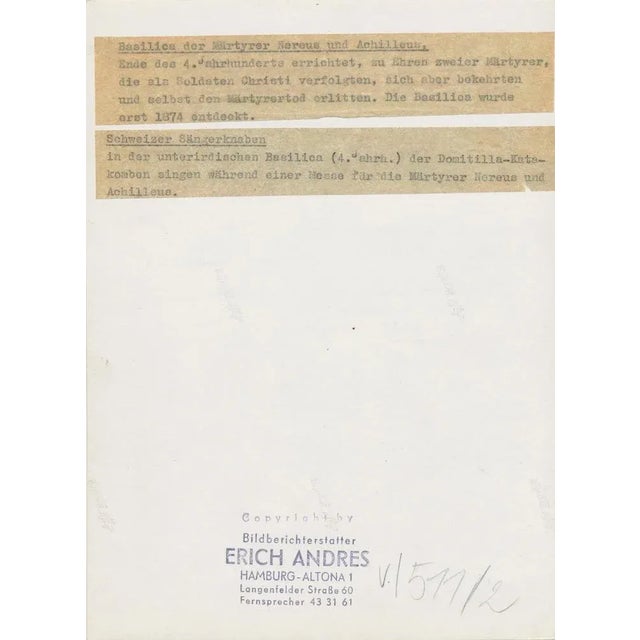 Basilica der Märtyrer Nereus und Achilleus.
Ende des 4.Jahrhunderts errichtet, zu Ehren zweier Märtyrer,
die als Soldaten Christi verfolgten, sich aber bekehrten
und selbst den Märtyrertod erlitten. Die Basilica wurde
erst 1874 entdeckt.
Schweizer Sängerknaben
in der unterirdischen Basilica (4.Jahrh.) der Domitilla-Kata-
komben singen während einer Messe für die Märtyrer Nereus und
Achilleus.
Copyright by
Bildberichterstatter
ERICH ANDRES
HAMBURG-ALTONA 1
Langenfelder Straße 60
Fernsprecher 43 31 61
V./511/2